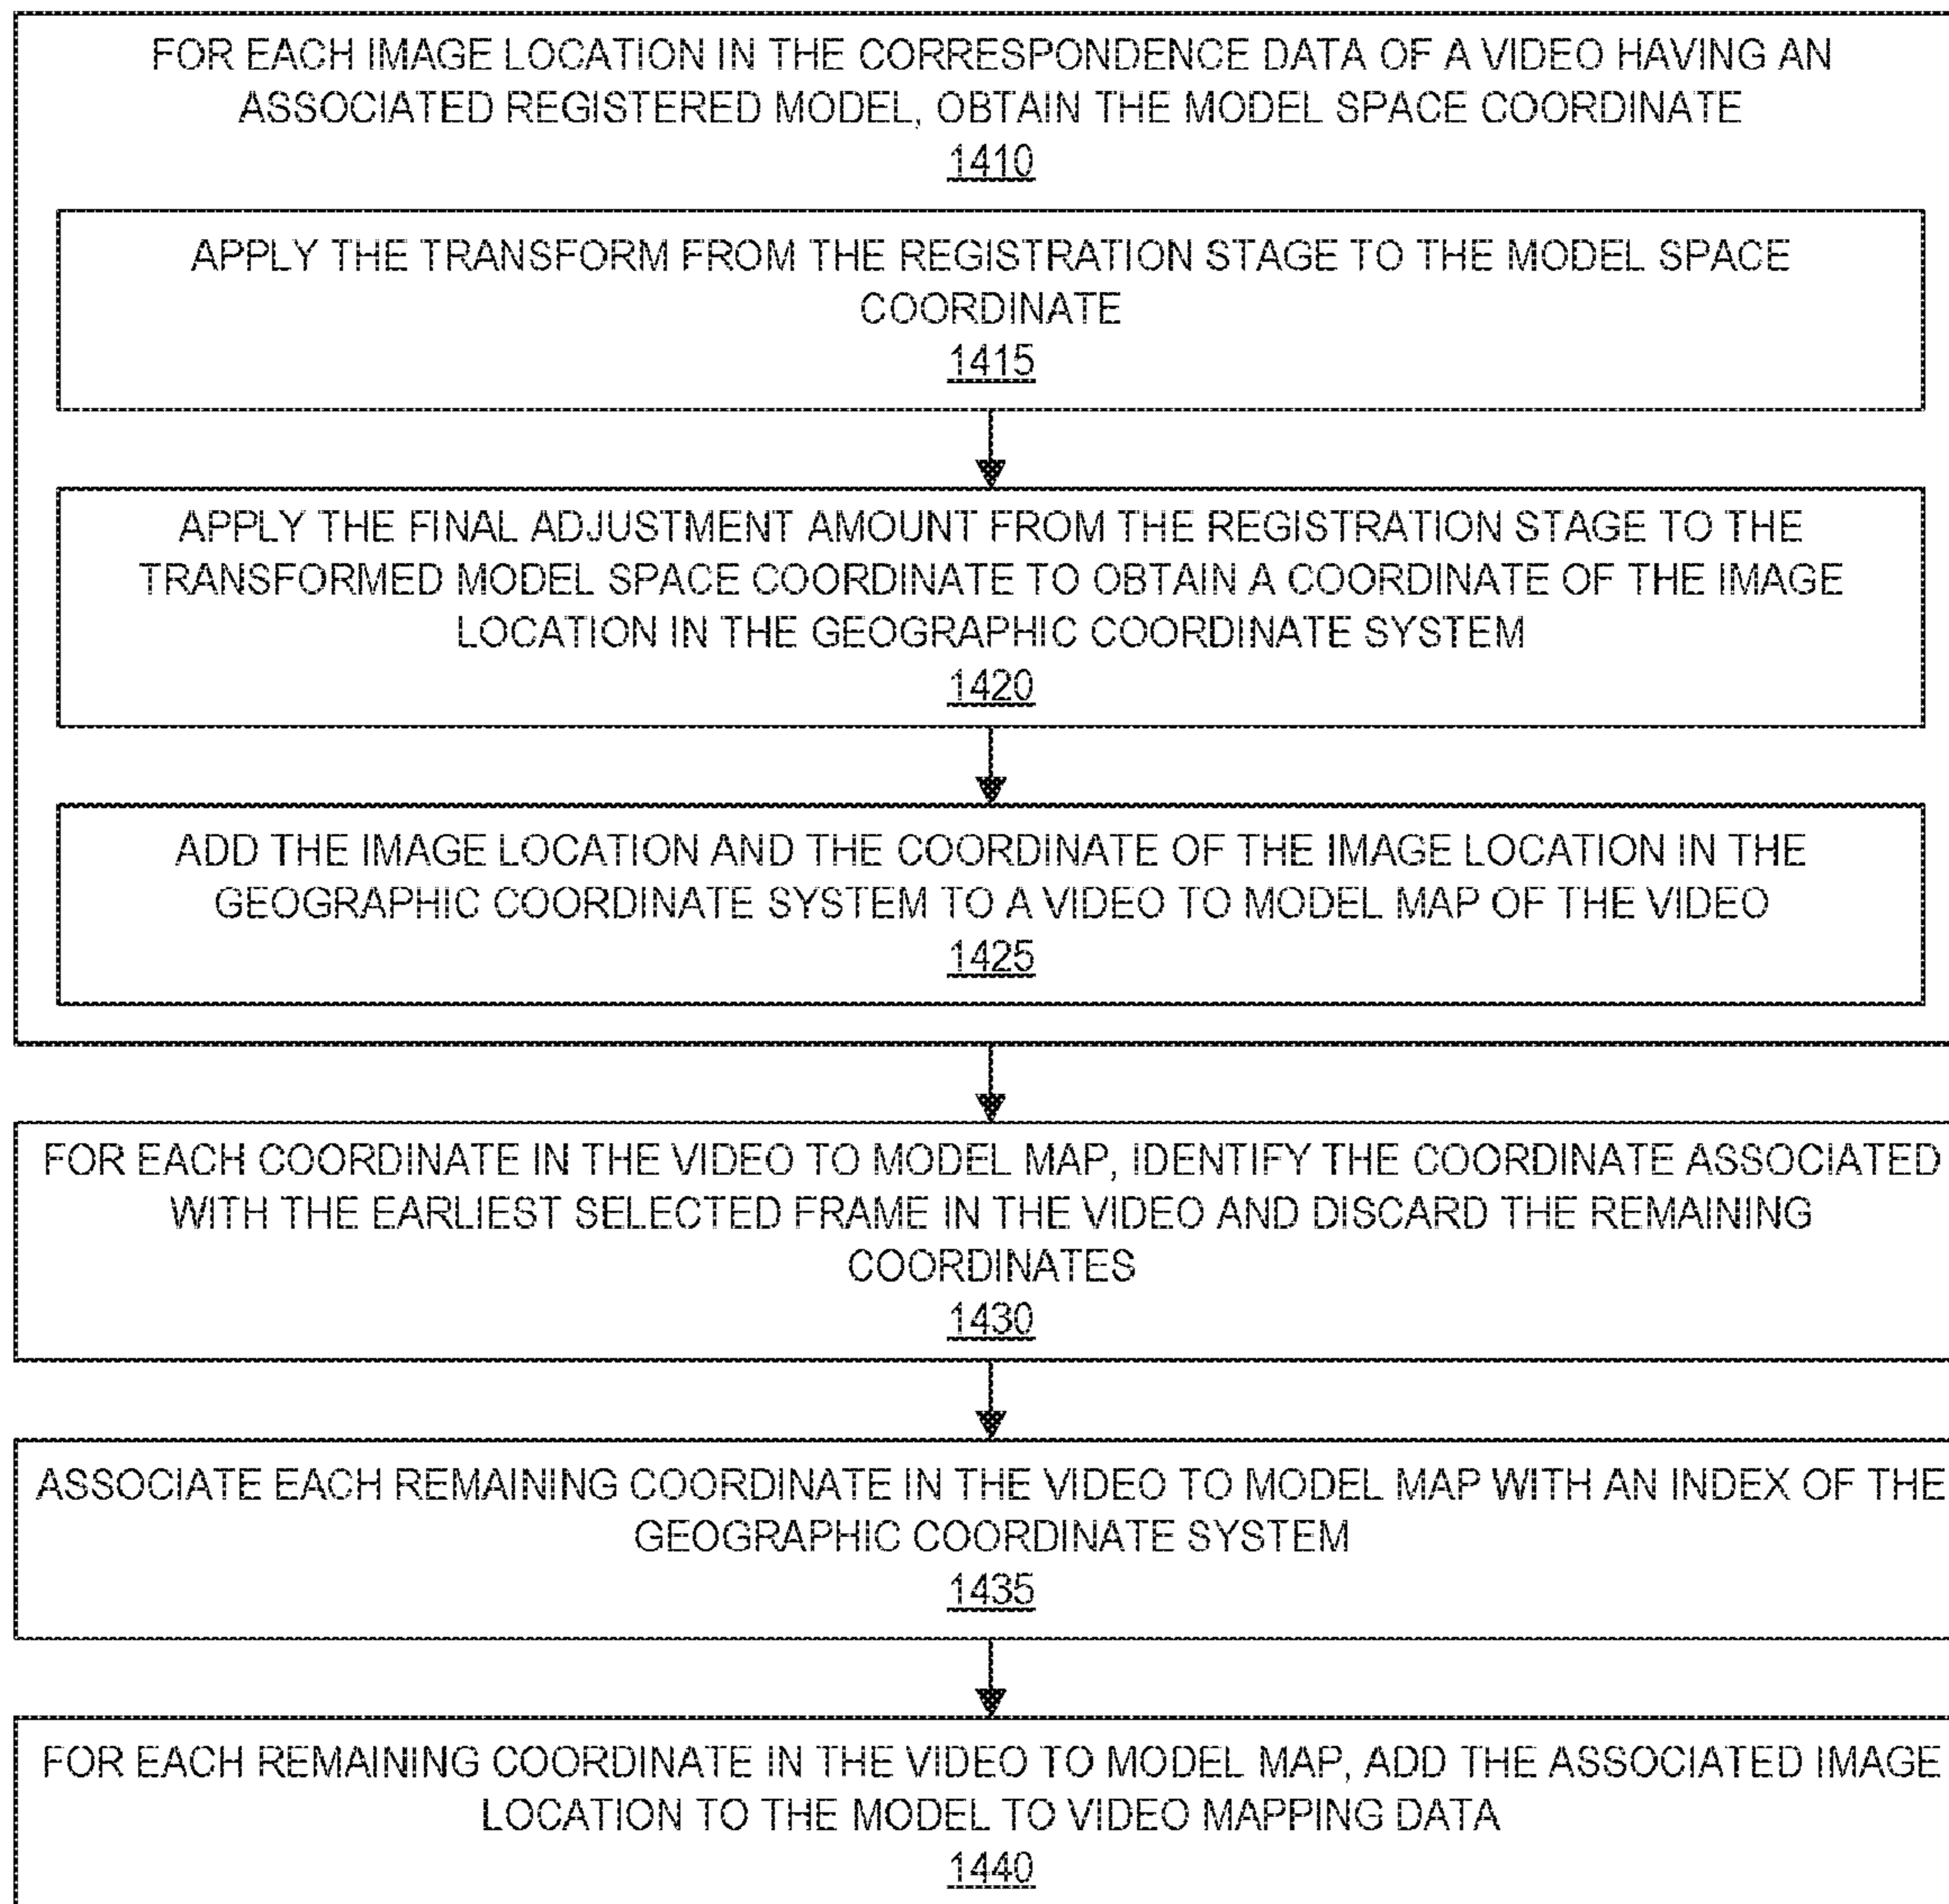 FOR EACH IMAGE LOCATION IN THE CORRESPONDENCE DATA OF A VIDEO HAVING AN
ASSOCIATED REGISTERED MODEL, OBTAIN THE MODEL SPACE COORDINATE
1410
APPLY THE TRANSFORM FROM THE REGISTRATION STAGE TO THE MODEL SPACE
COORDINATE
1415
APPLY THE FINAL ADJUSTMENT AMOUNT FROM THE REGISTRATION STAGE TO THE
TRANSFORMED MODEL SPACE COORDINATE TO OBTAIN A COORDINATE OF THE IMAGE
LOCATION IN THE GEOGRAPHIC COORDINATE SYSTEM
1420
ADD THE IMAGE LOCATION AND THE COORDINATE OF THE IMAGE LOCATION IN THE
GEOGRAPHIC COORDINATE SYSTEM TO A VIDEO TO MODEL MAP OF THE VIDEO
1425
FOR EACH COORDINATE IN THE VIDEO TO MODEL MAP, IDENTIFY THE COORDINATE ASSOCIATED
WITH THE EARLIEST SELECTED FRAME IN THE VIDEO AND DISCARD THE REMAINING
COORDINATES
1430
ASSOCIATE EACH REMAINING COORDINATE IN THE VIDEO TO MODEL MAP WITH AN INDEX OF THE
GEOGRAPHIC COORDINATE SYSTEM
1435
FOR EACH REMAINING COORDINATE IN THE VIDEO TO MODEL MAP, ADD THE ASSOCIATED IMAGE
LOCATION TO THE MODEL TO VIDEO MAPPING DATA
1440